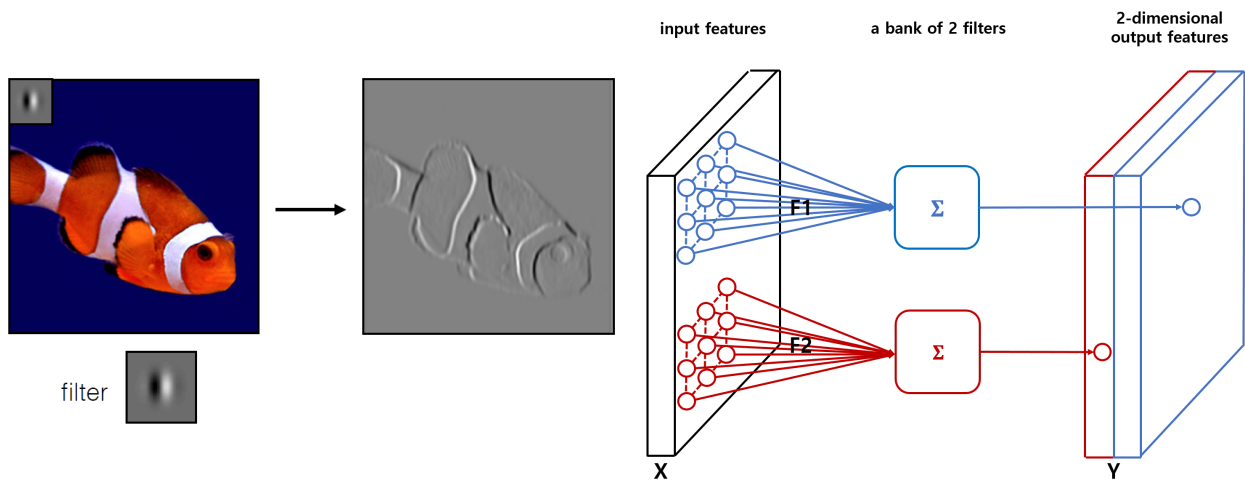 input features
a bank of 2 filters
2-dimensional
output features
F1
Σ
F2
Σ
filter
X
Y